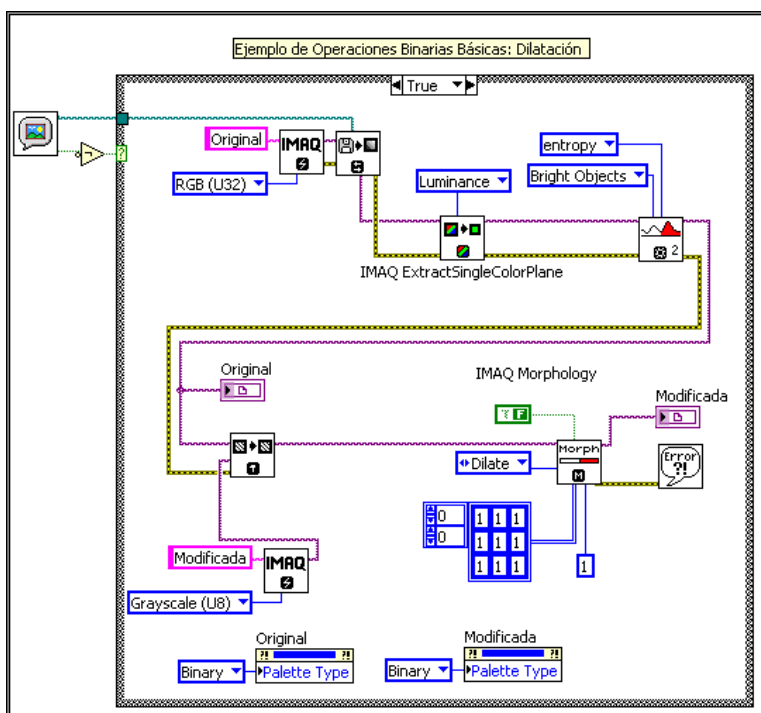 Ejemplo de Operaciones Binarias Básicas: Dilatación
True
Original
IMAQ
RGB (U32)
entropy
Bright Objects
Luminance
2
IMAQ ExtractSingleColorPlane
Original
IMAQ Morphology
Modificada
F
Morph
M
Error
?!
Dilate
0
0
1 1 1
1 1 1
1 1 1
1
Modificada
IMAQ
Grayscale (U8)
Original
?! ?!
Binary
Palette Type
Modificada
?! ?!
Binary
Palette Type